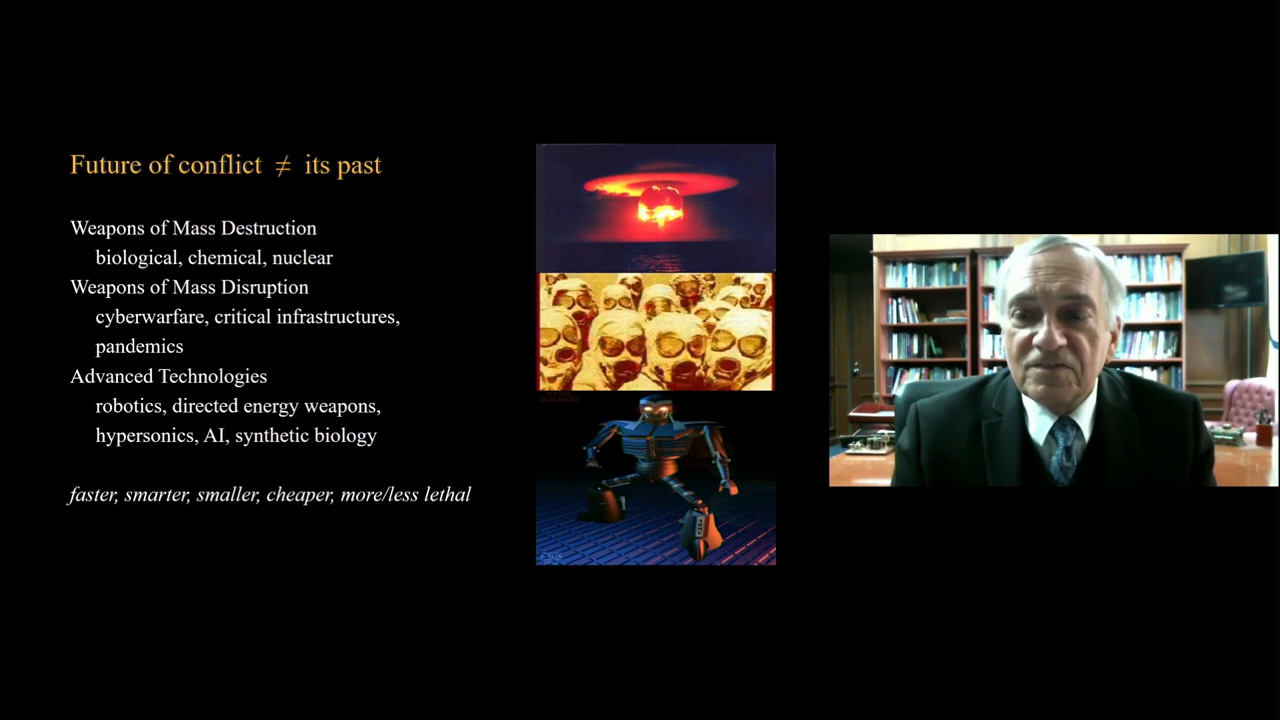 Future of conflict ≠ its past
Weapons of Mass Destruction
biological, chemical, nuclear
Weapons of Mass Disruption
cyberwarfare, critical infrastructures,
pandemics
Advanced Technologies
robotics, directed energy weapons,
hypersonics, AI, synthetic biology
faster, smarter, smaller, cheaper, more/less lethal